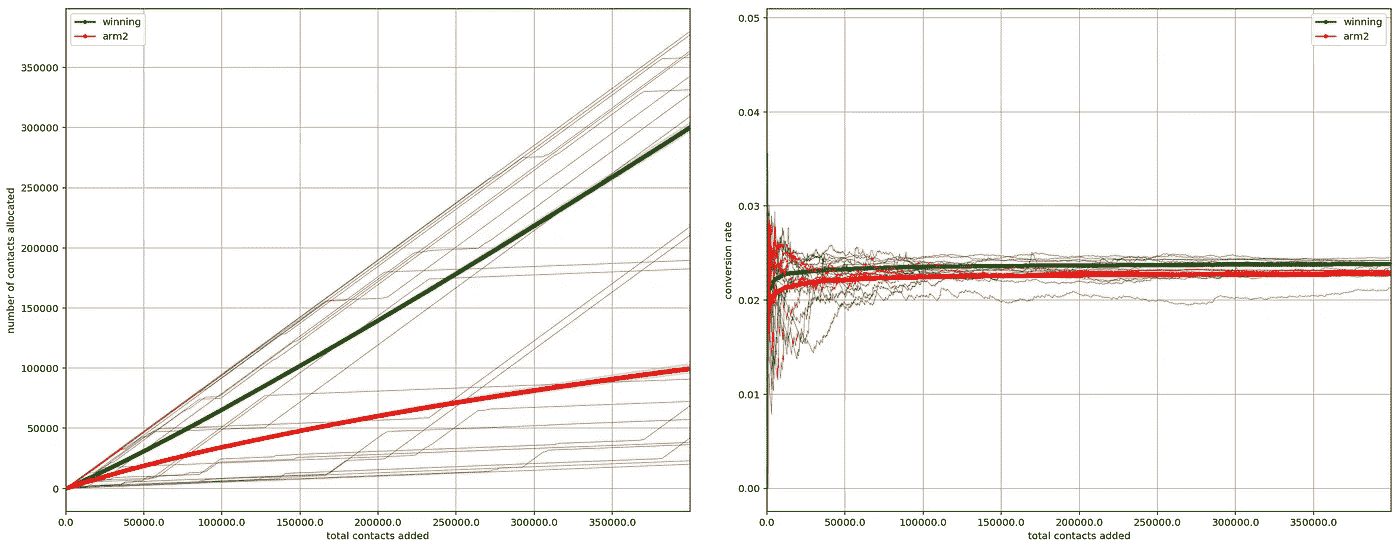 winning
arm2
350000
300000
250000
200000
150000
100000
50000
0
number of contacts allocated
0.0 50000.0 100000.0 150000.0 200000.0 250000.0 300000.0 350000.0
total contacts added
winning
arm2
0.05
0.04
0.03
0.02
0.01
0.00
conversion rate
0.0 50000.0 100000.0 150000.0 200000.0 250000.0 300000.0 350000.0
total contacts added